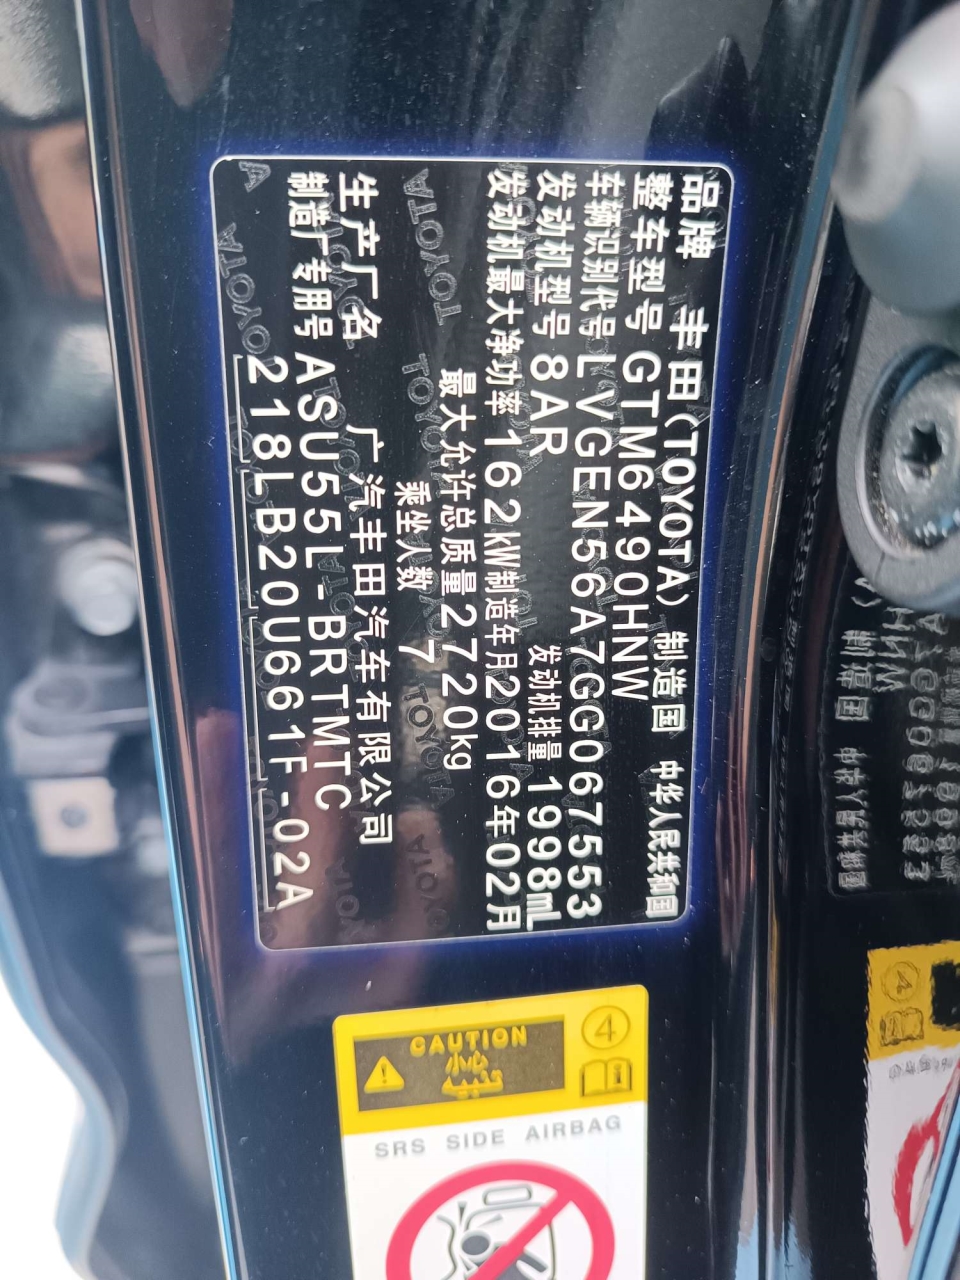 品牌 丰田(TOYOTA) 制造国 中华人民共和国
整车型号 GTM6490HNW
车辆识别代号 LVGEN56A7GG067553
发动机型号 8AR 发动机排量 1998mL
发动机最大净功率 162kW 制造年月 2016年02月
最大允许总质量 2720kg
乘坐人数 7
生产厂名 广汽丰田汽车有限公司
制造厂专用号 ASU55L-BRTMTC
218LB20U661F-02A
4
CAUTION
小心
تنبيه
SRS SIDE AIRBAG